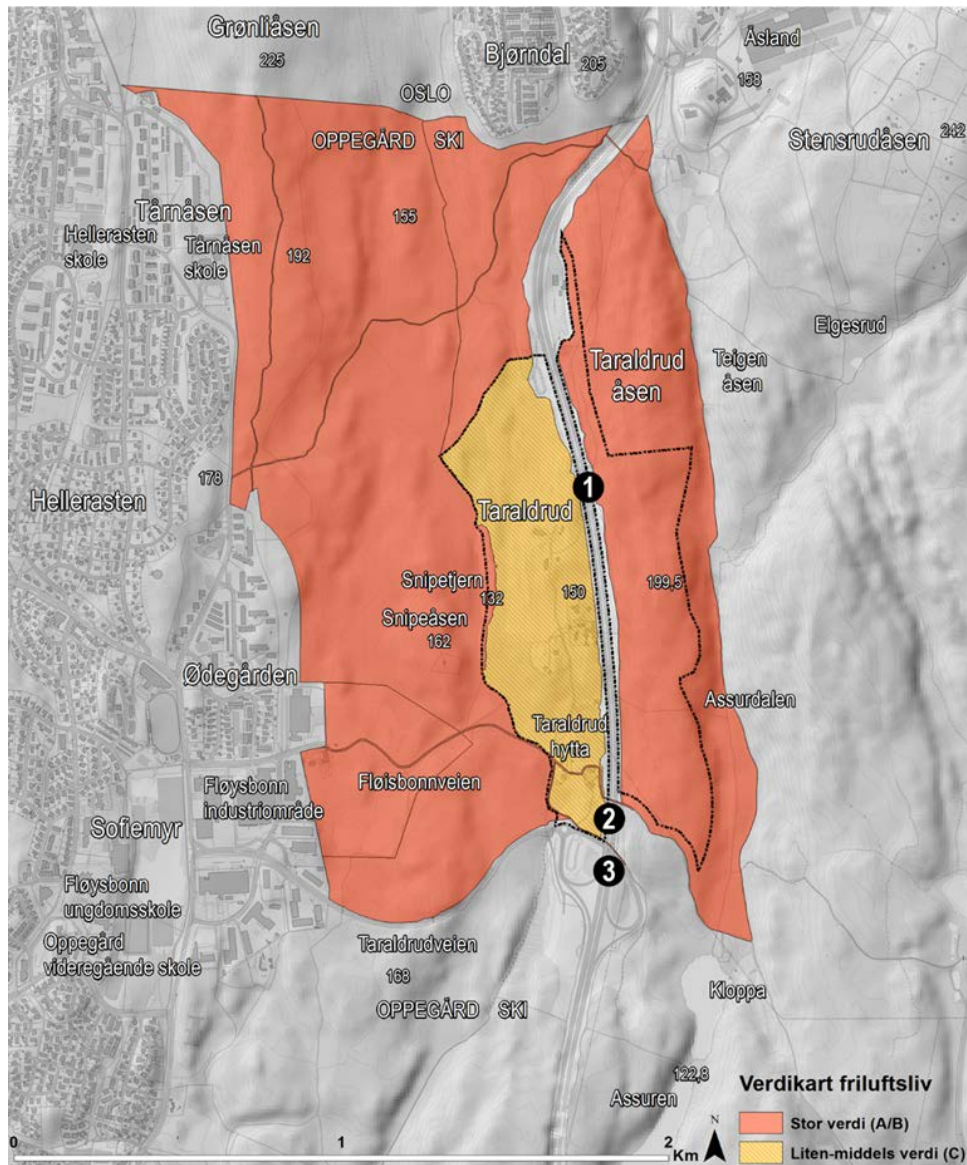 Grønliåsen
225
Bjørndal
205
Åsland
158
OSLO
OPPEGÅRD SKI
Stensrudåsen
242
Tårnåsen
155
Hellerasten
skole
Tårnåsen
skole
192
Elgesrud
Taraldrud
åsen
Teigen
åsen
178
1
Hellerasten
Taraldrud
Snipetjern
132
150
199,5
Snipeåsen
162
Ødegården
Assurdalen
Taraldrud
hytta
Fløisbonnveien
Fløysbonn
industriområde
2
Sofiemyr
3
Fløysbonn
ungdomsskole
Oppegård
videregående skole
Taraldrudveien
168
Kloppa
OPPEGÅRD SKI
122,8
Assuren
Verdikart friluftsliv
Stor verdi (A/B)
Liten-middels verdi (C)
N
0 1 2
Km